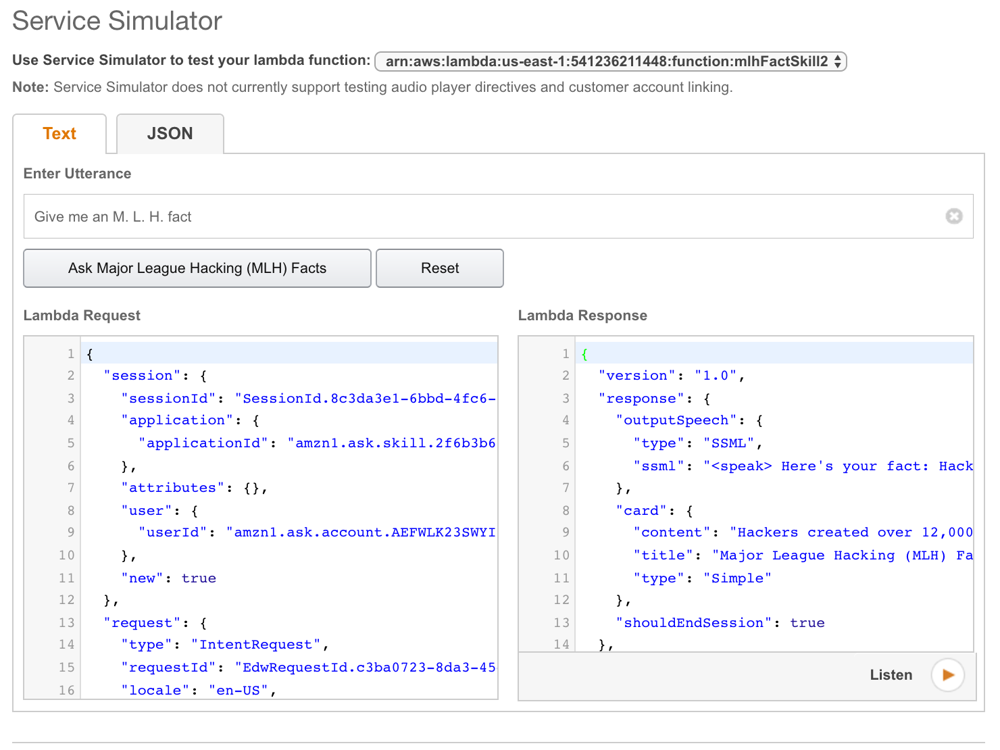 Service Simulator
Use Service Simulator to test your lambda function: arn:aws:lambda:us-east-1:541236211448:function:mlhFactSkill2
Note: Service Simulator does not currently support testing audio player directives and customer account linking.
Text JSON
Enter Utterance
Give me an M. L. H. fact
Ask Major League Hacking (MLH) Facts Reset
Lambda Request
1 {
2 "session": {
3 "sessionId": "SessionId.8c3da3e1-6bbd-4fc6-
4 "application": {
5 "applicationId": "amzn1.ask.skill.2f6b3b6
6 },
7 "attributes": {},
8 "user": {
9 "userId": "amzn1.ask.account.AEFWLK23SWYI
10 },
11 "new": true
12 },
13 "request": {
14 "type": "IntentRequest",
15 "requestId": "EdwRequestId.c3ba0723-8da3-45
16 "locale": "en-US",
Lambda Response
1 {
2 "version": "1.0",
3 "response": {
4 "outputSpeech": {
5 "type": "SSML",
6 "ssml": "<speak> Here's your fact: Hack
7 },
8 "card": {
9 "content": "Hackers created over 12,000
10 "title": "Major League Hacking (MLH) Fa
11 "type": "Simple"
12 },
13 "shouldEndSession": true
14 },
Listen